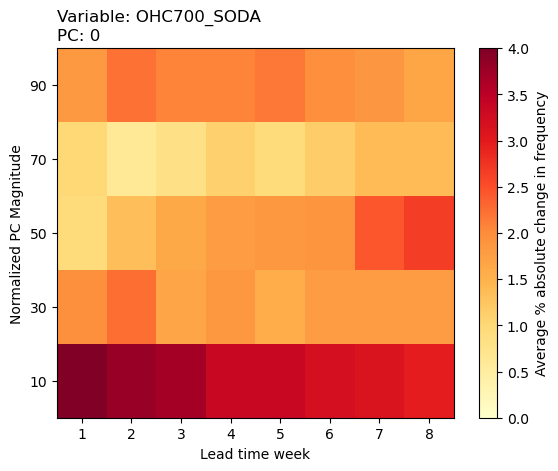 Variable: OHC700_SODA
PC: 0
Normalized PC Magnitude
90
70
50
30
10
1 2 3 4 5 6 7 8
Lead time week
4.0
3.5
3.0
2.5
2.0
1.5
1.0
0.5
0.0
Average % absolute change in frequency